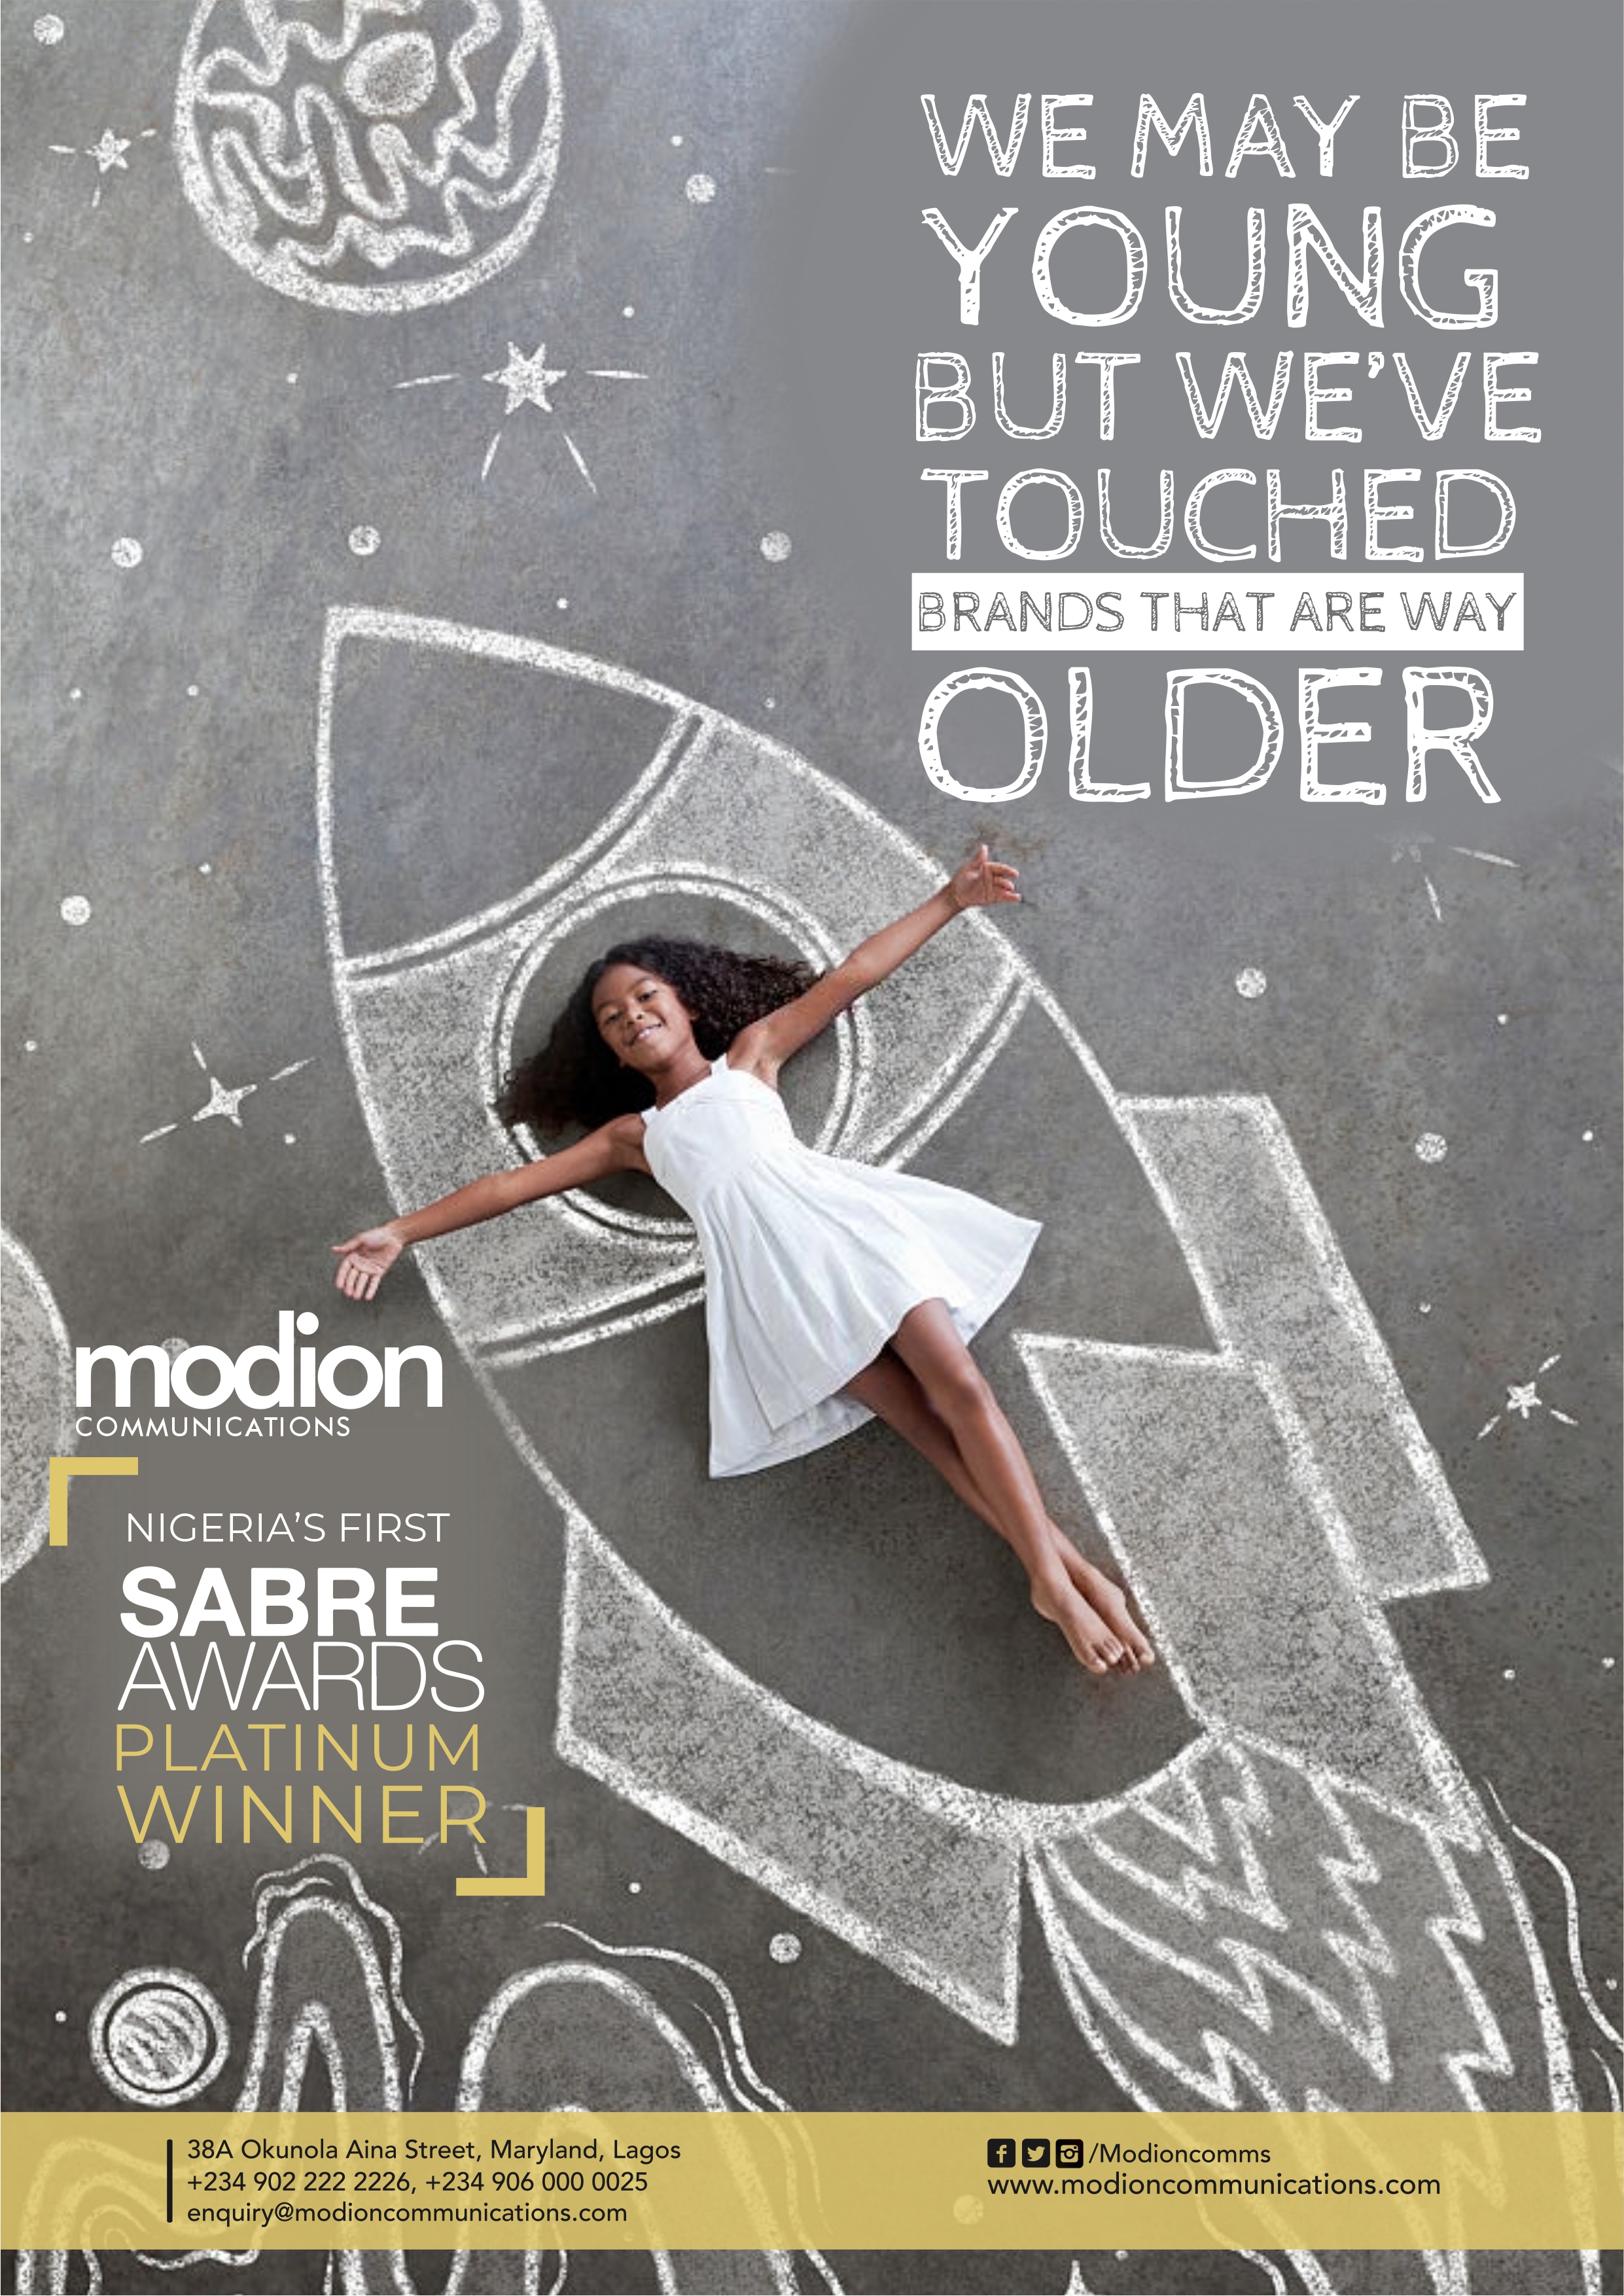 WE MAY BE
YOUNG
BUT WE'VE
TOUCHED
BRANDS THAT ARE WAY
OLDER
modion
COMMUNICATIONS
NIGERIA'S FIRST
SABRE
AWARDS
PLATINUM
WINNER
38A Okunola Aina Street, Maryland, Lagos
+234 902 222 2226, +234 906 000 0025
enquiry@modioncommunications.com
/Modioncomms
www.modioncommunications.com